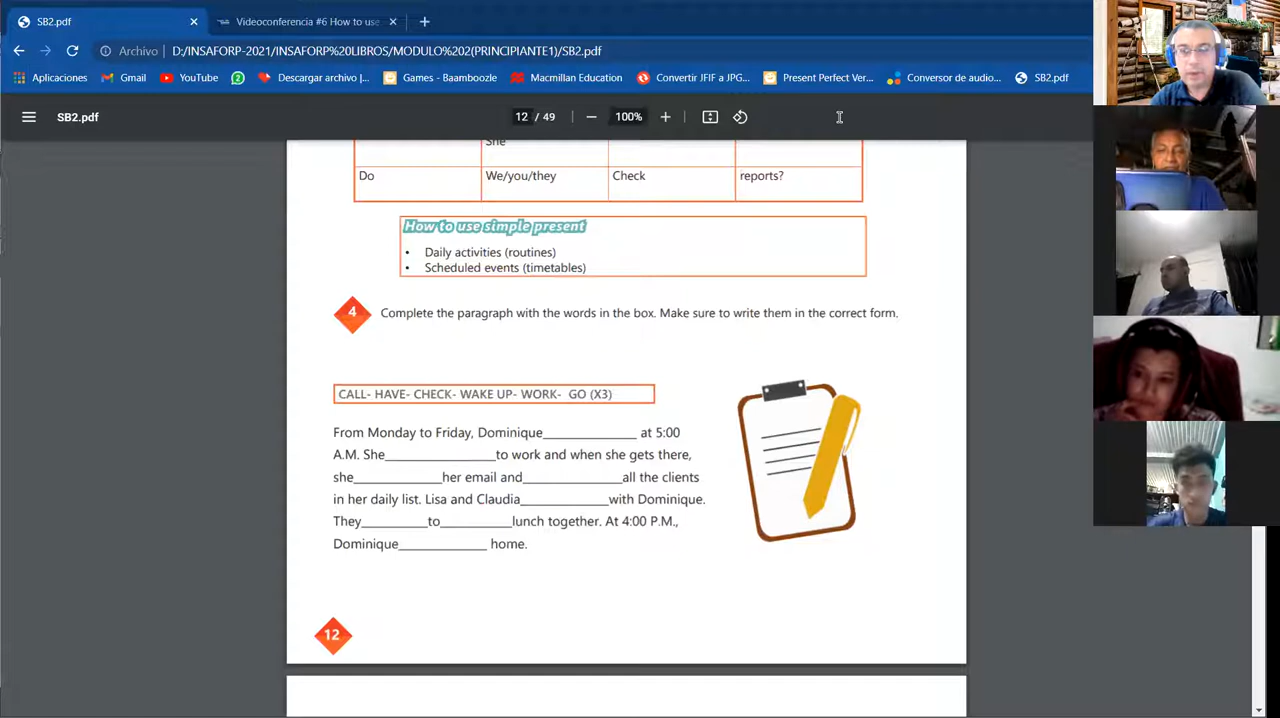 SB2.pdf
Videoconferencia #6 How to use
Archivo
D:/INSAFORP-2021/INSAFORP%20LIBROS/MODULO%02(PRINCIPIANTE1)/SB2.pdf
Aplicaciones
Gmail
YouTube
Descargar archivo |...
Games - Baamboozle
Macmillan Education
Convertir JFIF a JPG...
Present Perfect Ver...
Conversor de audio...
SB2.pdf
SB2.pdf
12 / 49
100%
She
Do We/you/they Check reports?
How to use simple present
• Daily activities (routines)
• Scheduled events (timetables)
4 Complete the paragraph with the words in the box. Make sure to write them in the correct form.
CALL- HAVE- CHECK- WAKE UP- WORK- GO (X3)
From Monday to Friday, Dominique______________ at 5:00
A.M. She_________________to work and when she gets there,
she______________her email and_______________all the clients
in her daily list. Lisa and Claudia_____________with Dominique.
They__________to___________lunch together. At 4:00 P.M.,
Dominique_____________ home.
12